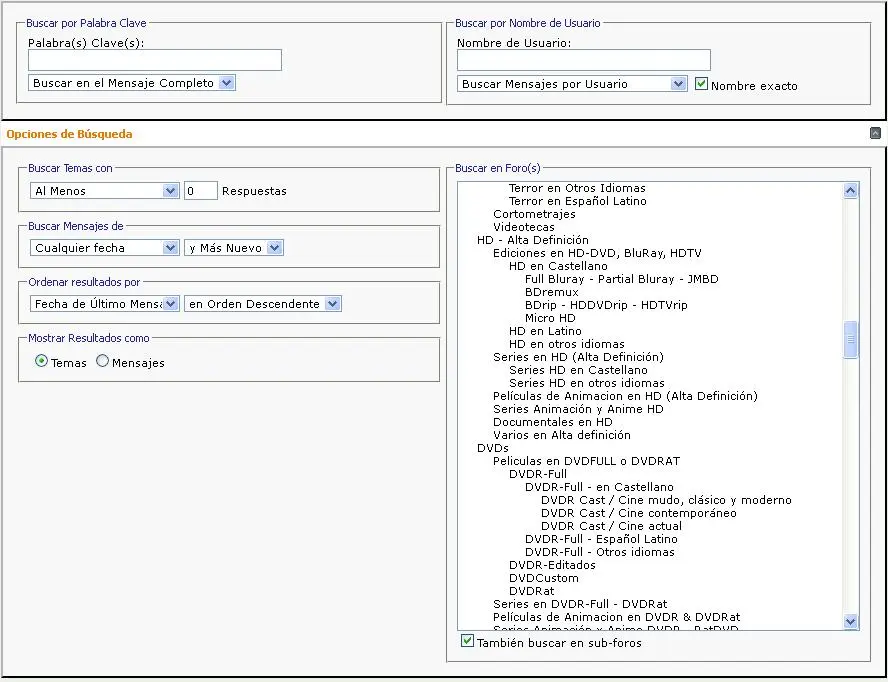 Buscar por Palabra Clave
Palabra(s) Clave(s):
Buscar en el Mensaje Completo
Buscar por Nombre de Usuario
Nombre de Usuario:
Buscar Mensajes por Usuario
Nombre exacto
Opciones de Búsqueda
Buscar Temas con
Al Menos 0 Respuestas
Buscar Mensajes de
Cualquier fecha y Más Nuevo
Ordenar resultados por
Fecha de Último Mensa en Orden Descendente
Mostrar Resultados como
Temas Mensajes
Buscar en Foro(s)
Terror en Otros Idiomas
Terror en Español Latino
Cortometrajes
Videotecas
HD - Alta Definición
Ediciones en HD-DVD, BluRay, HDTV
HD en Castellano
Full Bluray - Partial Bluray - JMBD
BDremux
BDrip - HDDVDrip - HDTVrip
Micro HD
HD en Latino
HD en otros idiomas
Series en HD (Alta Definición)
Series HD en Castellano
Series HD en otros idiomas
Películas de Animacion en HD (Alta Definición)
Series Animación y Anime HD
Documentales en HD
Varios en Alta definición
DVDs
Peliculas en DVDFULL o DVDRAT
DVDR-Full
DVDR-Full - en Castellano
DVDR Cast / Cine mudo, clásico y moderno
DVDR Cast / Cine contemporáneo
DVDR Cast / Cine actual
DVDR-Full - Español Latino
DVDR-Full - Otros idiomas
DVDR-Editados
DVDCustom
DVDRat
Series en DVDR-Full - DVDRat
Películas de Animacion en DVDR & DVDRat
Series Animación y Anime DVDR - RatDVD
También buscar en sub-foros